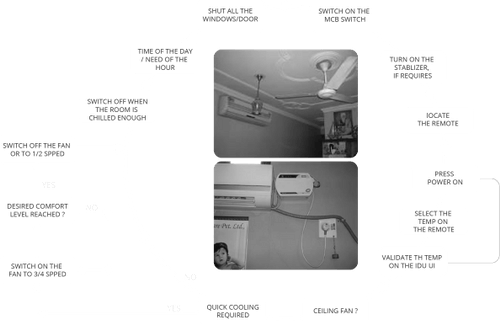 SHUT ALL THE
WINDOWS/DOOR
SWITCH ON THE
MCB SWITCH
TIME OF THE DAY
/ NEED OF THE
HOUR
TURN ON THE
STABLIZER,
IF REQUIRES
SWITCH OFF WHEN
THE ROOM IS
CHILLED ENOUGH
lOCATE
THE REMOTE
SWITCH OFF THE FAN
OR TO 1/2 SPPED
PRESS
POWER ON
YES
NO
DESIRED COMFORT
LEVEL REACHED ?
SELECT THE
TEMP ON
THE REMOTE
VALIDATE TH TEMP
ON THE IDU UI
SWITCH ON THE
FAN TO 3/4 SPPED
NO
YES
QUICK COOLING
REQUIRED
CEILING FAN ?
Pvt. Ltd.,